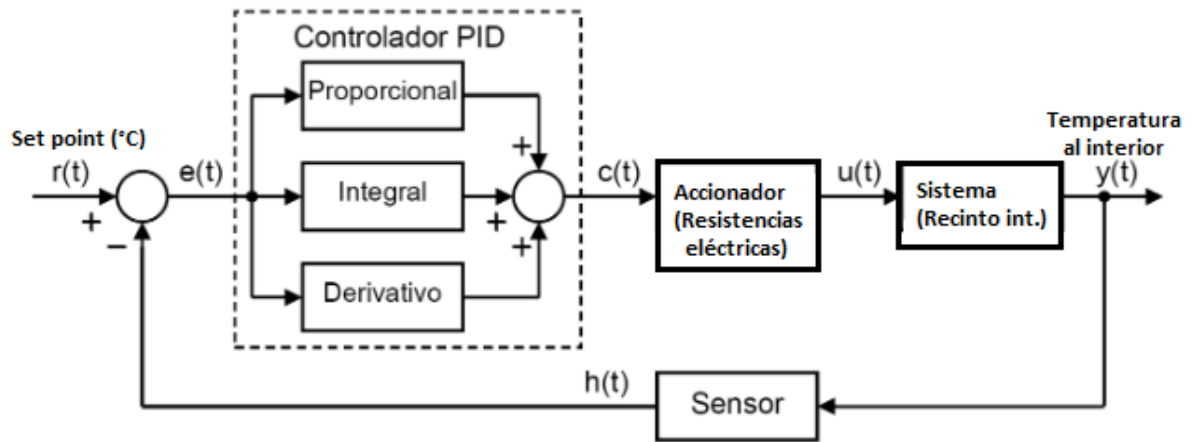 Controlador PID
Proporcional
Set point (°C)
r(t)
e(t)
+
−
Integral
Derivativo
+
+
+
c(t)
Accionador
(Resistencias
eléctricas)
u(t)
Sistema
(Recinto int.)
Temperatura
al interior
y(t)
h(t)
Sensor